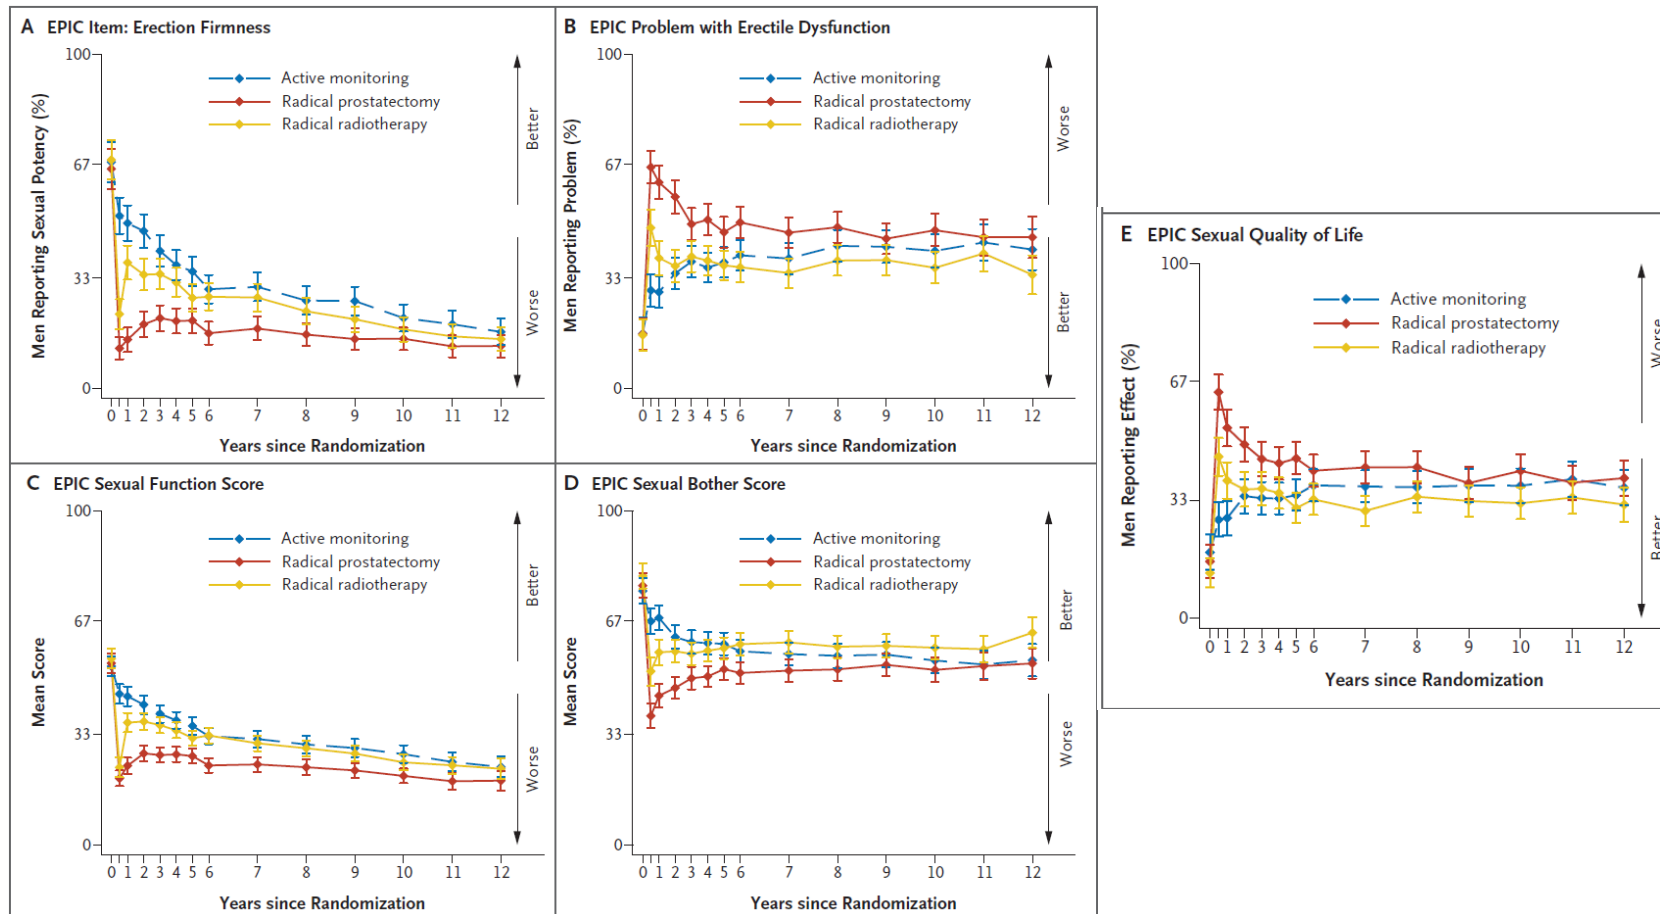 A EPIC Item: Erection Firmness
100
67
33
0
Men Reporting Sexual Potency (%)
Active monitoring
Radical prostatectomy
Radical radiotherapy
Better
Worse
0 1 2 3 4 5 6 7 8 9 10 11 12
Years since Randomization
B EPIC Problem with Erectile Dysfunction
100
67
33
0
Men Reporting Problem (%)
Active monitoring
Radical prostatectomy
Radical radiotherapy
Worse
Better
0 1 2 3 4 5 6 7 8 9 10 11 12
Years since Randomization
C EPIC Sexual Function Score
100
67
33
0
Mean Score
Active monitoring
Radical prostatectomy
Radical radiotherapy
Better
Worse
0 1 2 3 4 5 6 7 8 9 10 11 12
Years since Randomization
D EPIC Sexual Bother Score
100
67
33
0
Mean Score
Active monitoring
Radical prostatectomy
Radical radiotherapy
Better
Worse
0 1 2 3 4 5 6 7 8 9 10 11 12
Years since Randomization
E EPIC Sexual Quality of Life
100
67
33
0
Men Reporting Effect (%)
Active monitoring
Radical prostatectomy
Radical radiotherapy
Worse
Better
0 1 2 3 4 5 6 7 8 9 10 11 12
Years since Randomization